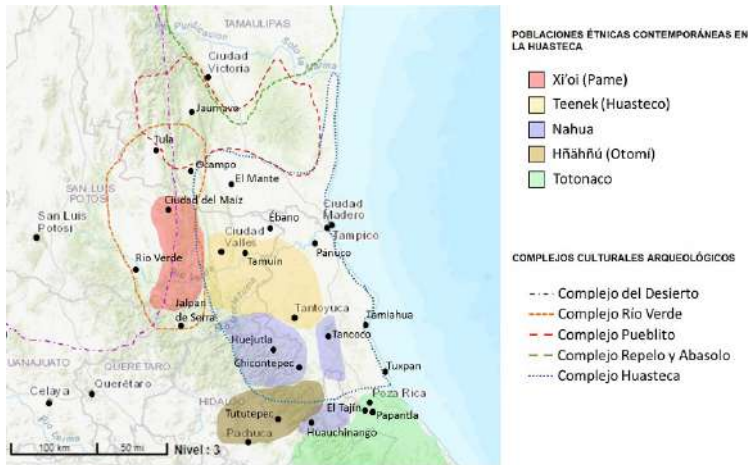 TAMAULIPAS
Ciudad
Victoria
Jaumave
Tula
Ocampo
El Mante
SAN LUIS
POTOSI
Ciudad del Maíz
San Luis
Potosí
Ébano
Ciudad
Madero
Tampico
Ciudad
Valles
Pánuco
Tamuín
Río Verde
Jalpan
de Serra
Tantoyuca
Tamiahua
Tancoco
Huejutla
Chicontepec
Tuxpan
QUERÉTARO
Querétaro
Celaya
HIDALGO
Poza Rica
El Tajín
Papantla
Tututepec
Huauchinango
Pachuca
100 km
50 mi
Nivel : 3
POBLACIONES ÉTNICAS CONTEMPORÁNEAS EN
LA HUASTECA
Xi'oi (Pame)
Teenek (Huasteco)
Nahua
Hñähñú (Otomí)
Totonaco
COMPLEJOS CULTURALES ARQUEOLÓGICOS
Complejo del Desierto
Complejo Río Verde
Complejo Pueblito
Complejo Repelo y Abasolo
Complejo Huasteca